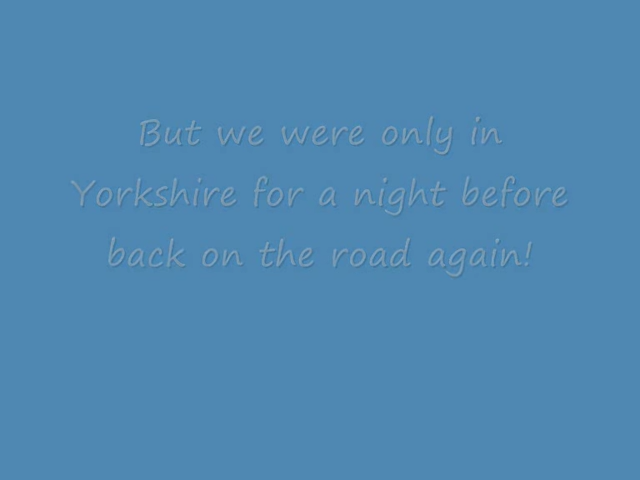 But we were only in
Yorkshire for a night before
back on the road again!